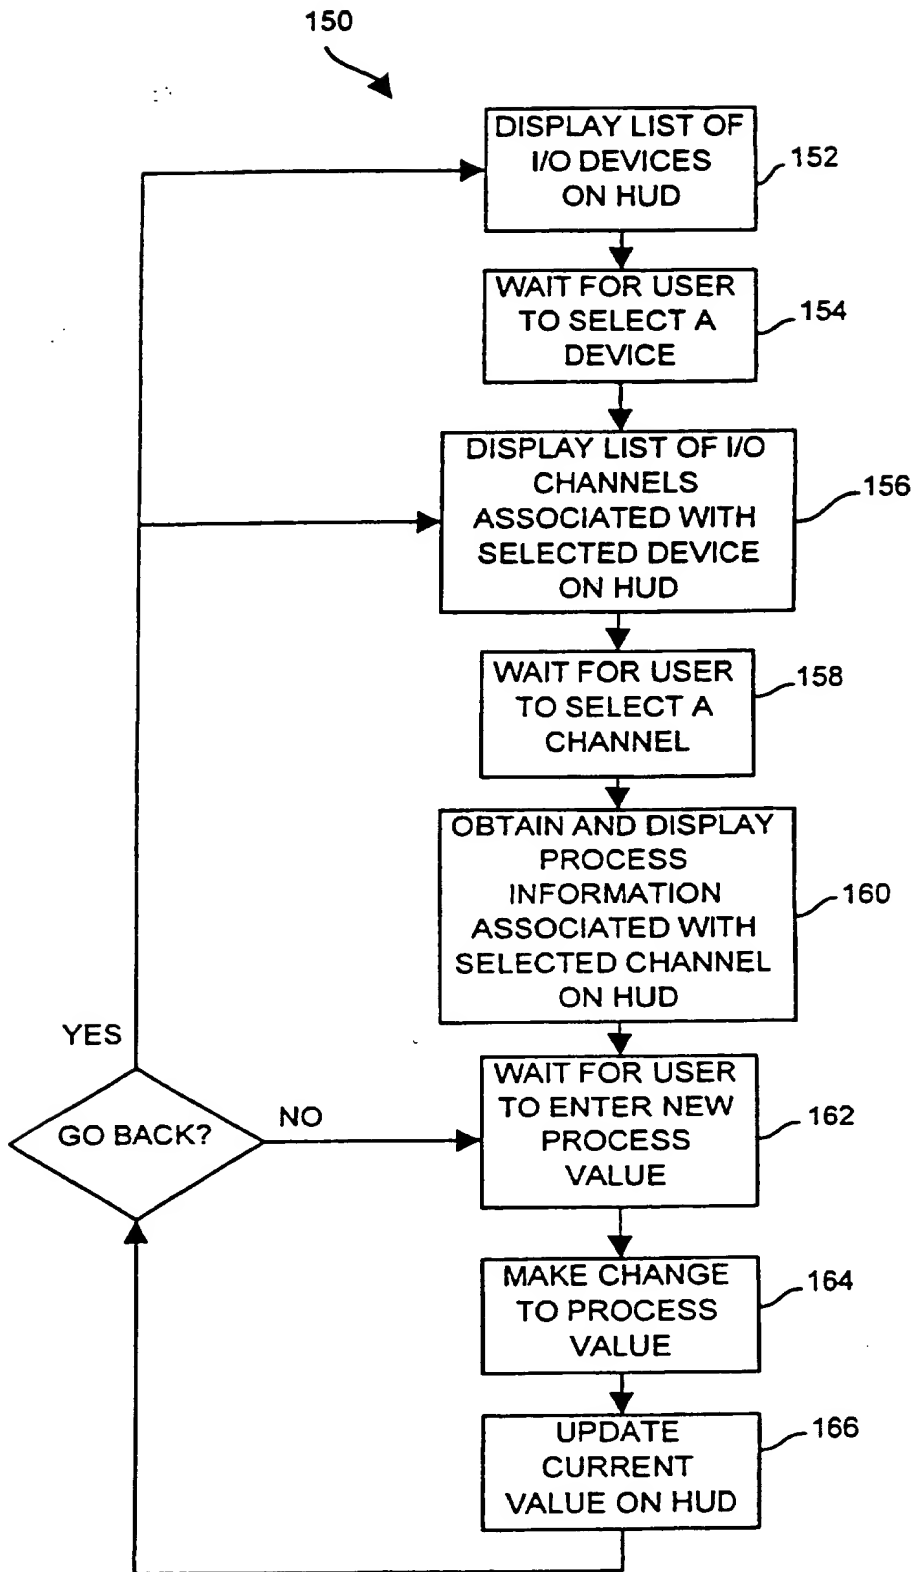 150
DISPLAY LIST OF
I/O DEVICES
ON HUD
152
WAIT FOR USER
TO SELECT A
DEVICE
154
DISPLAY LIST OF I/O
CHANNELS
ASSOCIATED WITH
SELECTED DEVICE
ON HUD
156
WAIT FOR USER
TO SELECT A
CHANNEL
158
OBTAIN AND DISPLAY
PROCESS
INFORMATION
ASSOCIATED WITH
SELECTED CHANNEL
ON HUD
160
YES
GO BACK?
NO
WAIT FOR USER
TO ENTER NEW
PROCESS
VALUE
162
MAKE CHANGE
TO PROCESS
VALUE
164
UPDATE
CURRENT
VALUE ON HUD
166